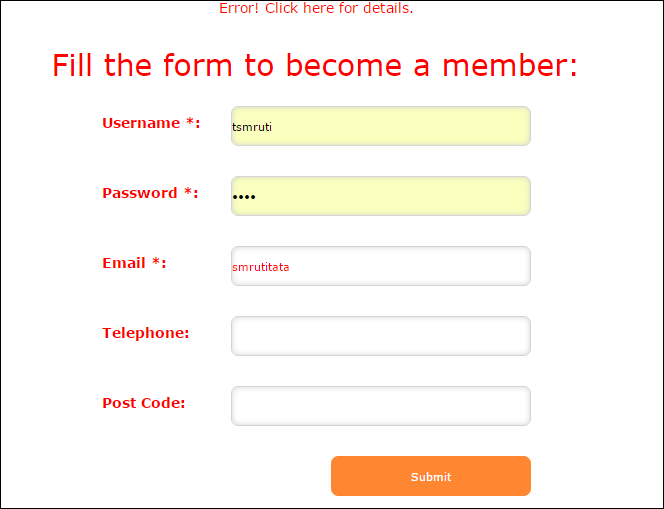 Error! Click here for details.
Fill the form to become a member:
Username *:
tsmruti
Password *:
••••
Email *:
smrutitata
Telephone:
Post Code:
Submit